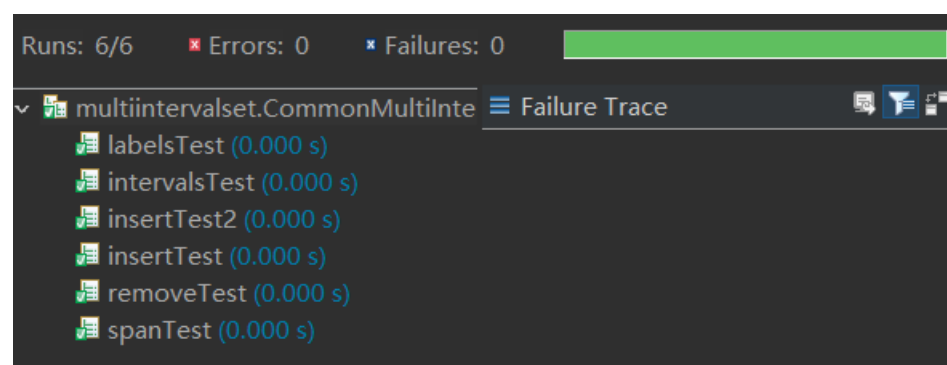 Runs: 6/6 Errors: 0 Failures: 0
multiintervalset.CommonMultiInte
Failure Trace
labelsTest (0.000 s)
intervalsTest (0.000 s)
insertTest2 (0.000 s)
insertTest (0.000 s)
removeTest (0.000 s)
spanTest (0.000 s)